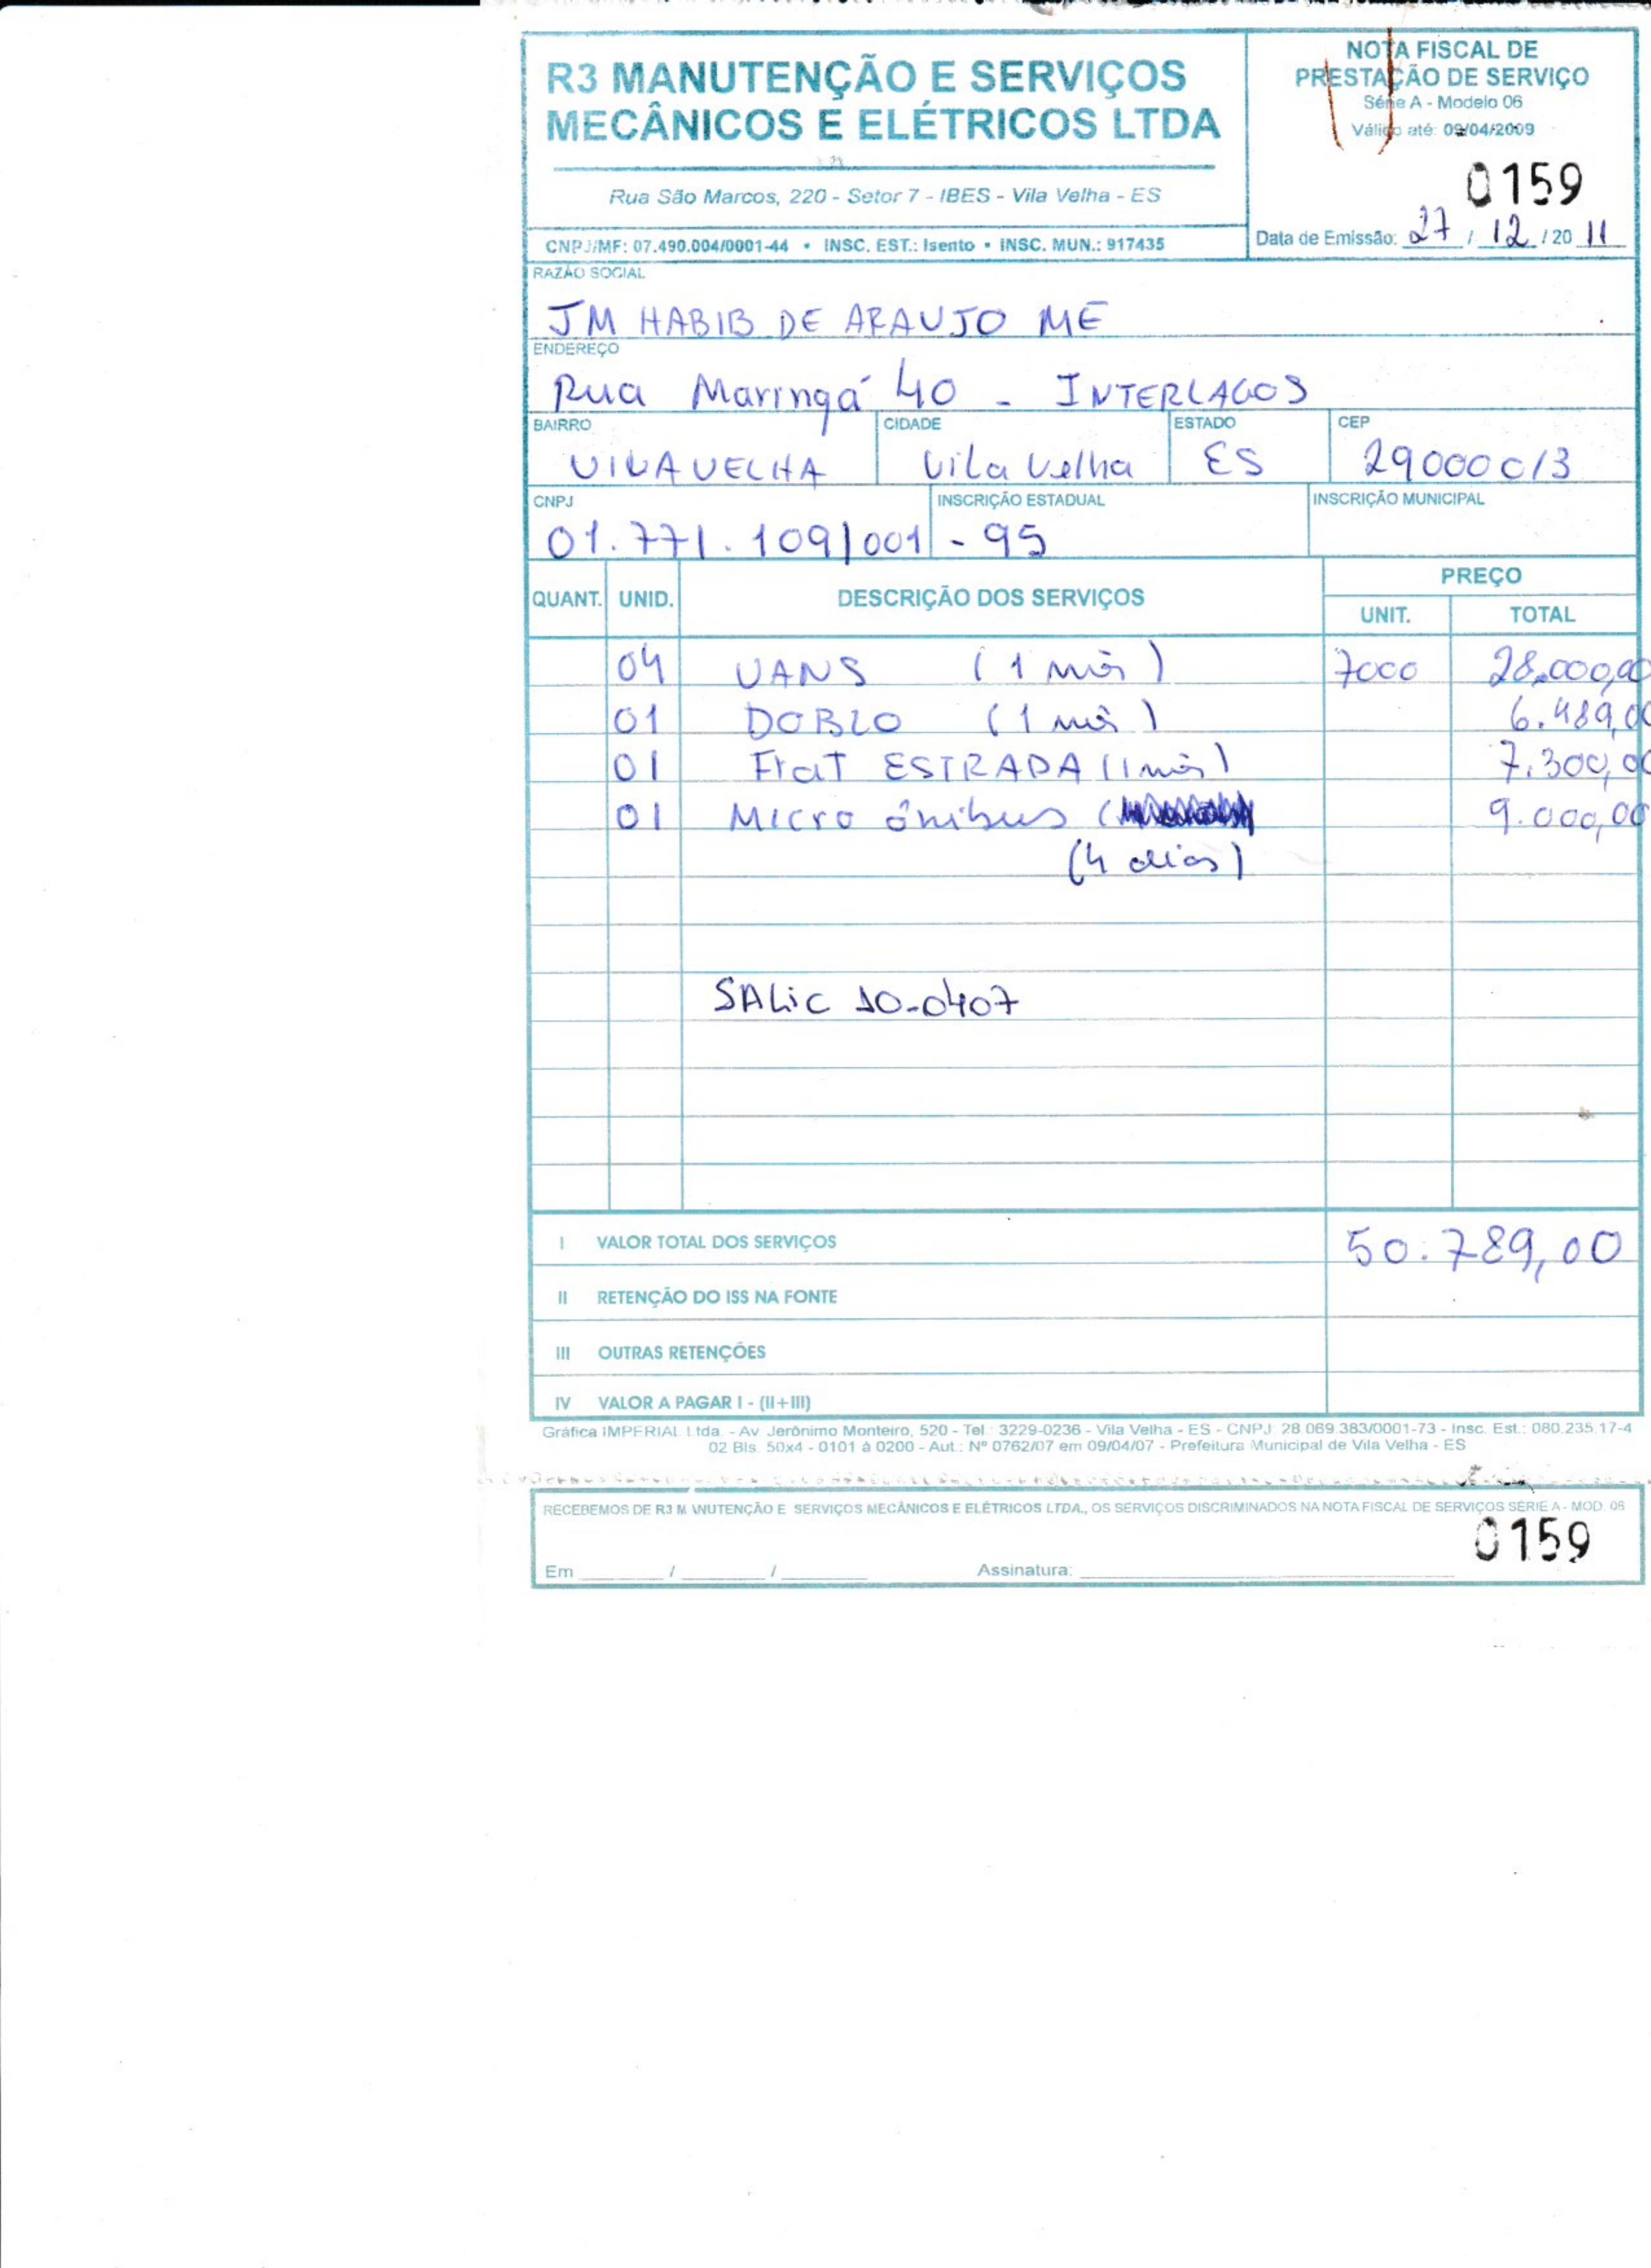 R3 MANUTENÇÃO E SERVIÇOS
MECÂNICOS E ELÉTRICOS LTDA
Rua São Marcos, 220 - Setor 7 - IBES - Vila Velha - ES
CNPJ/MF: 07.490.004/0001-44 • INSC. EST.: Isento • INSC. MUN.: 917435
NOTA FISCAL DE
PRESTAÇÃO DE SERVIÇO
Série A - Modelo 06
Válido até: 09/04/2009
0159
Data de Emissão: 27 / 12 / 20 11
RAZÃO SOCIAL
JM HABIB DE ARAUJO ME
ENDEREÇO
Rua Maringá 40 - INTERLAGOS
BAIRRO CIDADE ESTADO CEP
VILA VELHA Vila Velha ES 29000013
CNPJ INSCRIÇÃO ESTADUAL INSCRIÇÃO MUNICIPAL
01.771.109/001-95
QUANT. UNID. DESCRIÇÃO DOS SERVIÇOS PREÇO
UNIT. TOTAL
04 VANS (1 mês) 7000 28.000,00
01 DOBLO (1 mês) 6.489,00
01 Fiat ESTRADA (1 mês) 7.300,00
01 Micro ônibus ( 9.000,00
(4 dias)
SALIC 10-0407
I VALOR TOTAL DOS SERVIÇOS 50.789,00
II RETENÇÃO DO ISS NA FONTE
III OUTRAS RETENÇÕES
IV VALOR A PAGAR I - (II+III)
Gráfica IMPERIAL Ltda. - Av. Jerônimo Monteiro, 520 - Tel.: 3229-0236 - Vila Velha - ES - CNPJ: 28.069.383/0001-73 - Insc. Est.: 080.235.17-4
02 Bls. 50x4 - 0101 à 0200 - Aut.: Nº 0762/07 em 09/04/07 - Prefeitura Municipal de Vila Velha - ES
RECEBEMOS DE R3 MANUTENÇÃO E SERVIÇOS MECÂNICOS E ELÉTRICOS LTDA., OS SERVIÇOS DISCRIMINADOS NA NOTA FISCAL DE SERVIÇOS SÉRIE A - MOD. 06
0159
Em ____/____/____ Assinatura: ____